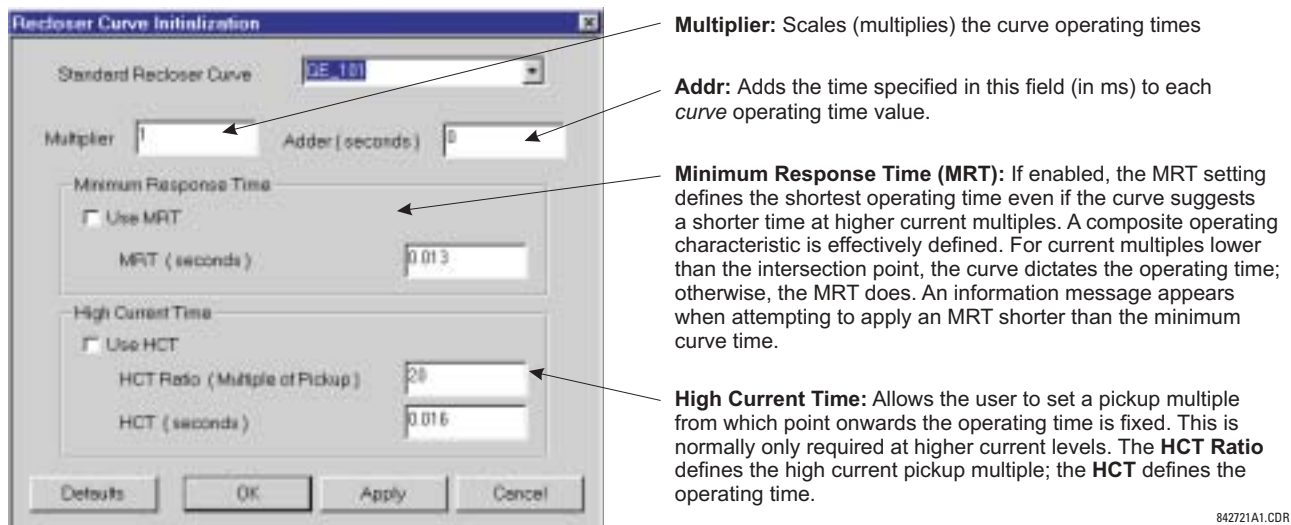 Recloser Curve Initialization
Standard Recloser Curve GE_101
Multiplier 1 Adder ( seconds ) 0
Minimum Response Time
Use MRT
MRT ( seconds ) 0.013
High Current Time
Use HCT
HCT Ratio ( Multiple of Pickup ) 20
HCT ( seconds ) 0.016
Defaults OK Apply Cancel
Multiplier: Scales (multiplies) the curve operating times
Addr: Adds the time specified in this field (in ms) to each
curve operating time value.
Minimum Response Time (MRT): If enabled, the MRT setting
defines the shortest operating time even if the curve suggests
a shorter time at higher current multiples. A composite operating
characteristic is effectively defined. For current multiples lower
than the intersection point, the curve dictates the operating time;
otherwise, the MRT does. An information message appears
when attempting to apply an MRT shorter than the minimum
curve time.
High Current Time: Allows the user to set a pickup multiple
from which point onwards the operating time is fixed. This is
normally only required at higher current levels. The HCT Ratio
defines the high current pickup multiple; the HCT defines the
operating time.
842721A1.CDR